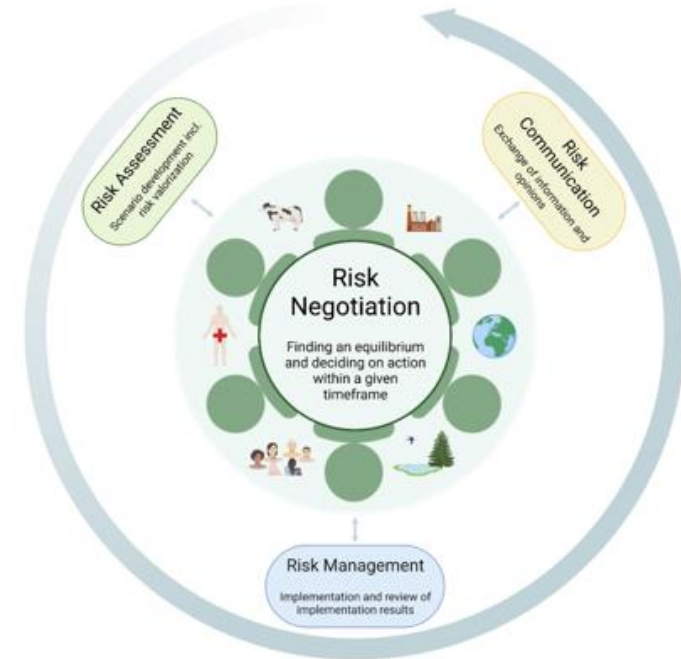 Risk Assessment
Scenario development incl.
risk valorization
Risk
Communication
Exchange of information and
opinions
Risk
Negotiation
Finding an equilibrium
and deciding on action
within a given
timeframe
Risk Management
Implementation and review of
implementation results